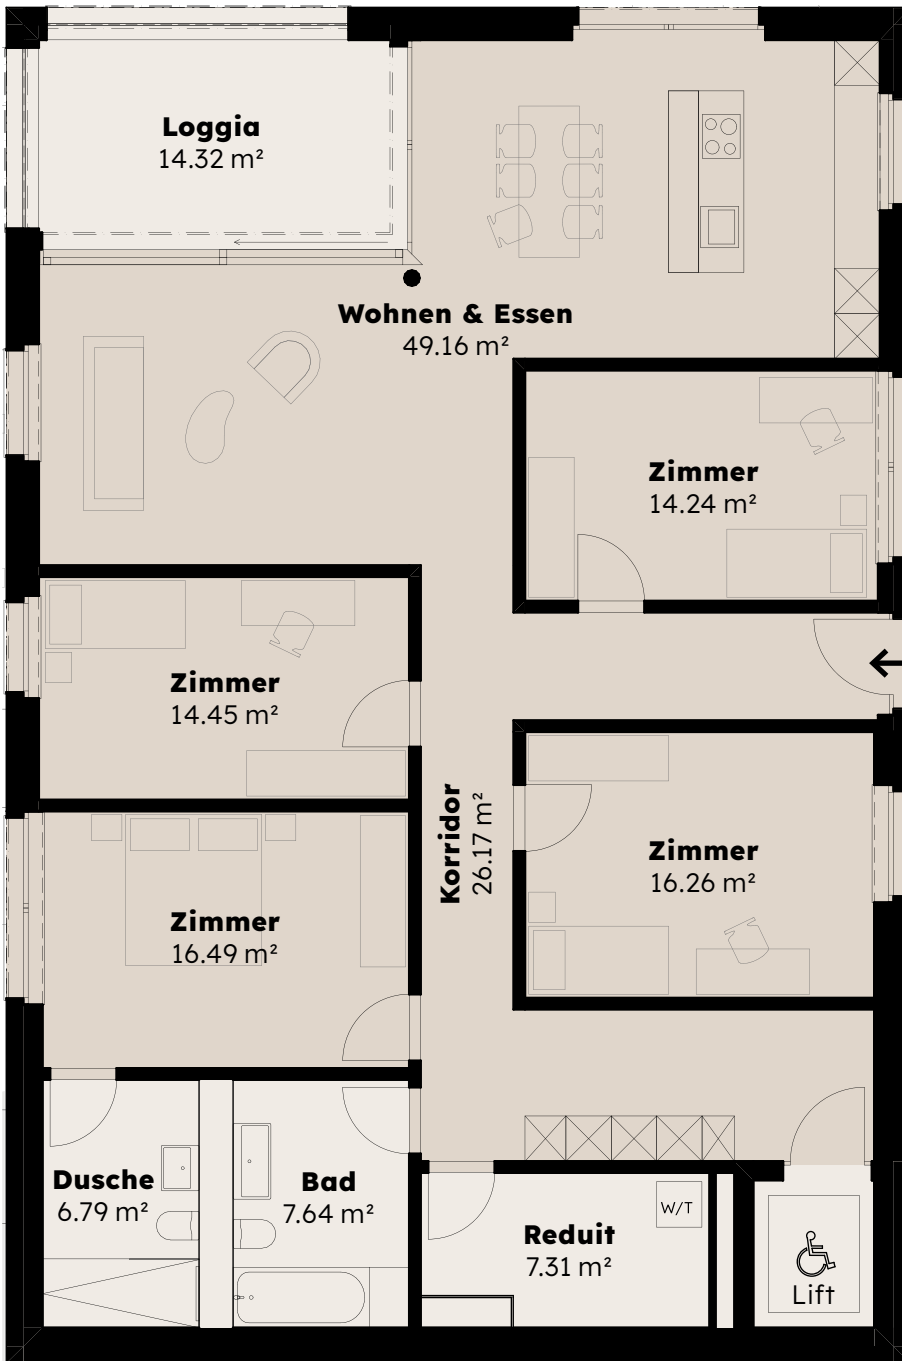 Loggia
14.32 m²
Wohnen & Essen
49.16 m²
Zimmer
14.24 m²
Zimmer
14.45 m²
Korridor
26.17 m²
Zimmer
16.26 m²
Zimmer
16.49 m²
Dusche
6.79 m²
Bad
7.64 m²
W/T
Reduit
7.31 m²
Lift